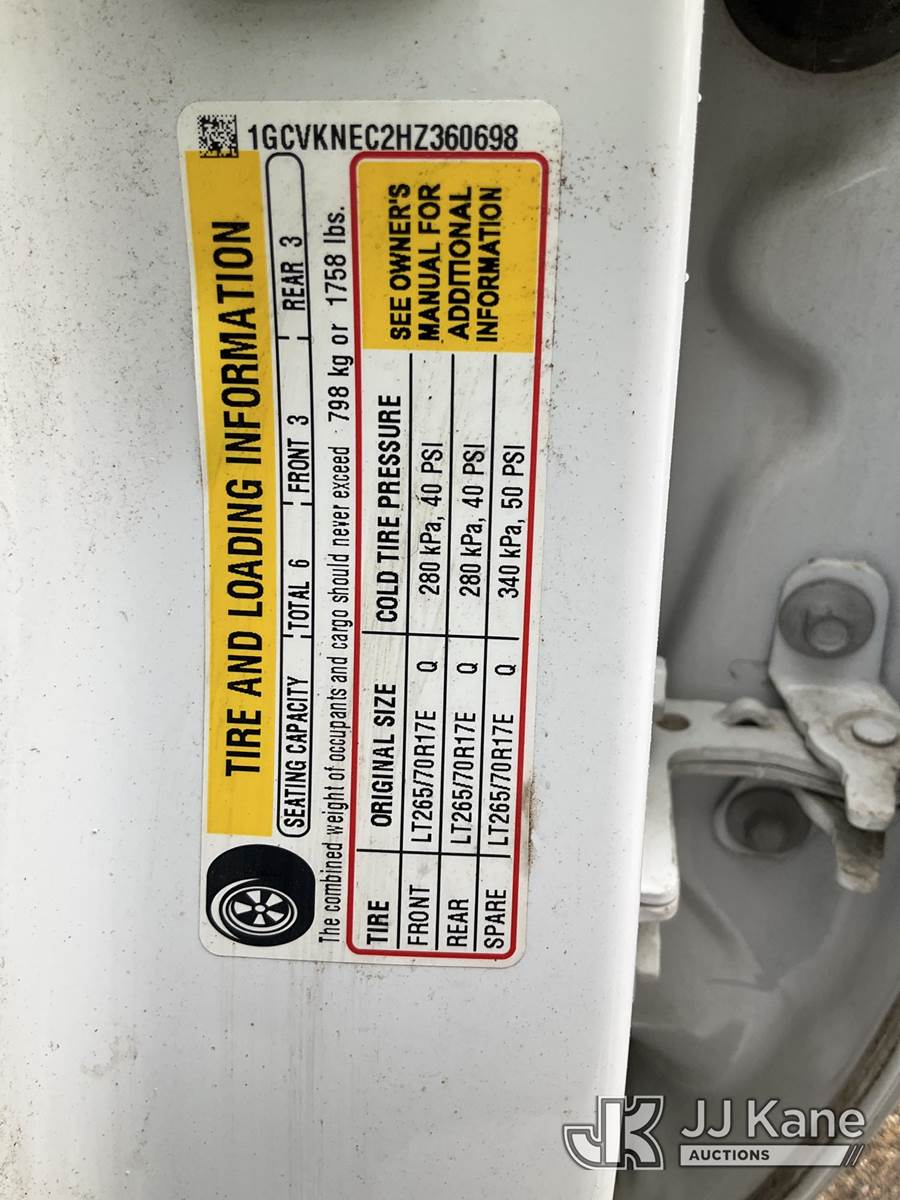 1GCVKNEC2HZ360698
TIRE AND LOADING INFORMATION
SEATING CAPACITY TOTAL 6 FRONT 3 REAR 3
The combined weight of occupants and cargo should never exceed 798 kg or 1758 lbs.
TIRE ORIGINAL SIZE COLD TIRE PRESSURE
FRONT LT265/70R17E Q 280 kPa, 40 PSI
REAR LT265/70R17E Q 280 kPa, 40 PSI
SPARE LT265/70R17E Q 340 kPa, 50 PSI
SEE OWNER'S
MANUAL FOR
ADDITIONAL
INFORMATION
JK JJ Kane
AUCTIONS